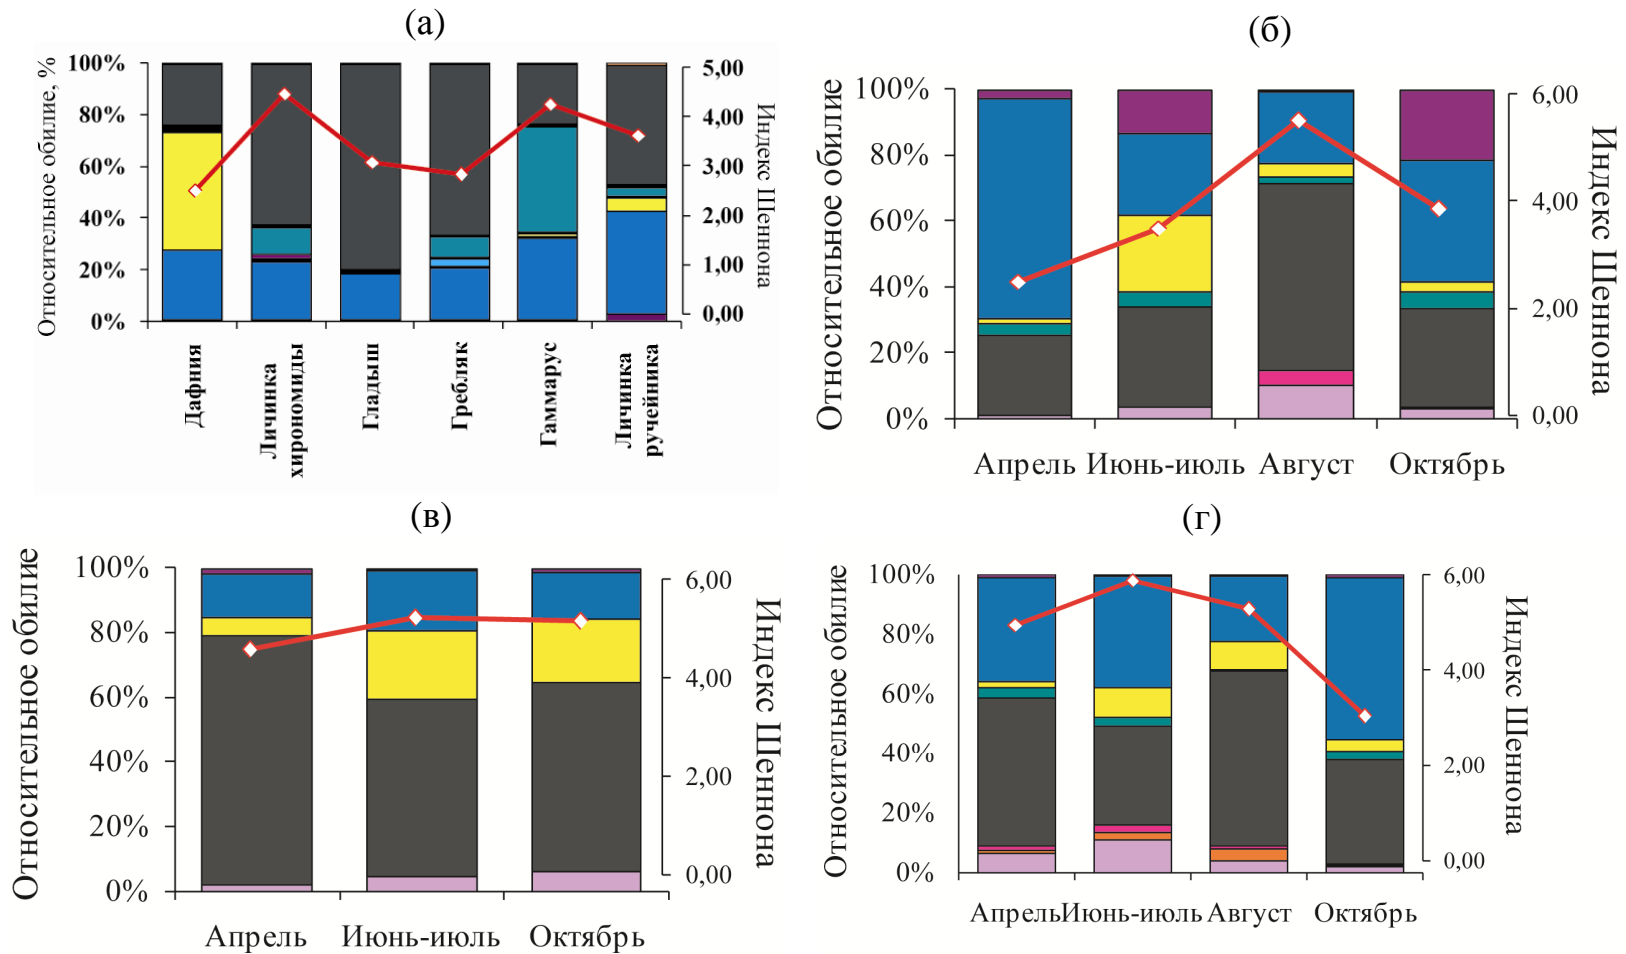 (а)
Относительное обилие, %
100%
80%
60%
40%
20%
0%
5,00
4,00
3,00
2,00
1,00
0,00
Индекс Шеннона
Дафния
Личинка
хирономиды
Гладыш
Гребляк
Гаммарус
Личинка
ручейника
(б)
Относительное обилие
100%
80%
60%
40%
20%
0%
6,00
4,00
2,00
0,00
Индекс Шеннона
Апрель Июнь-июль Август Октябрь
(в)
Относительное обилие
100%
80%
60%
40%
20%
0%
6,00
4,00
2,00
0,00
Индекс Шеннона
Апрель Июнь-июль Октябрь
(г)
Относительное обилие
100%
80%
60%
40%
20%
0%
6,00
4,00
2,00
0,00
Индекс Шеннона
Апрель Июнь-июль Август Октябрь